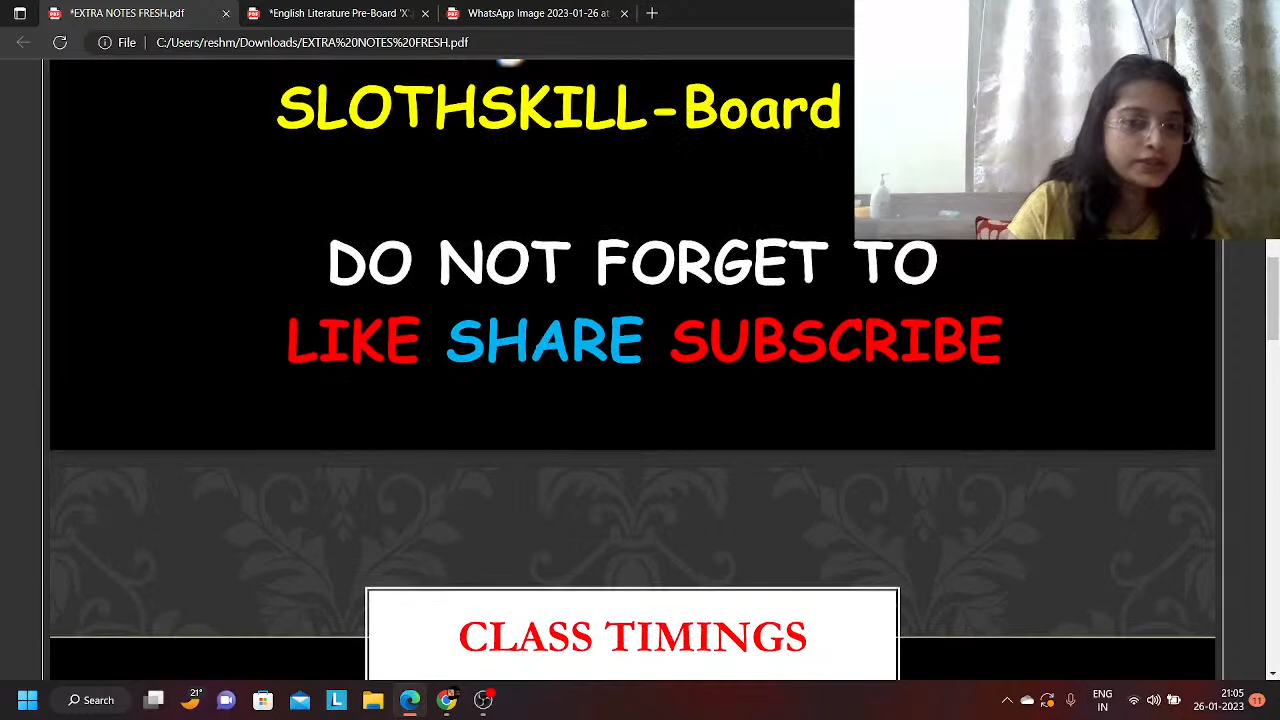 *EXTRA NOTES FRESH.pdf
*English Literature Pre-Board 'X'
WhatsApp Image 2023-01-26 at
File
C:/Users/reshm/Downloads/EXTRA%20NOTES%20FRESH.pdf
SLOTHSKILL-Board
DO NOT FORGET TO
LIKE SHARE SUBSCRIBE
CLASS TIMINGS
Search
21°
ENG
IN
21:05
26-01-2023
11